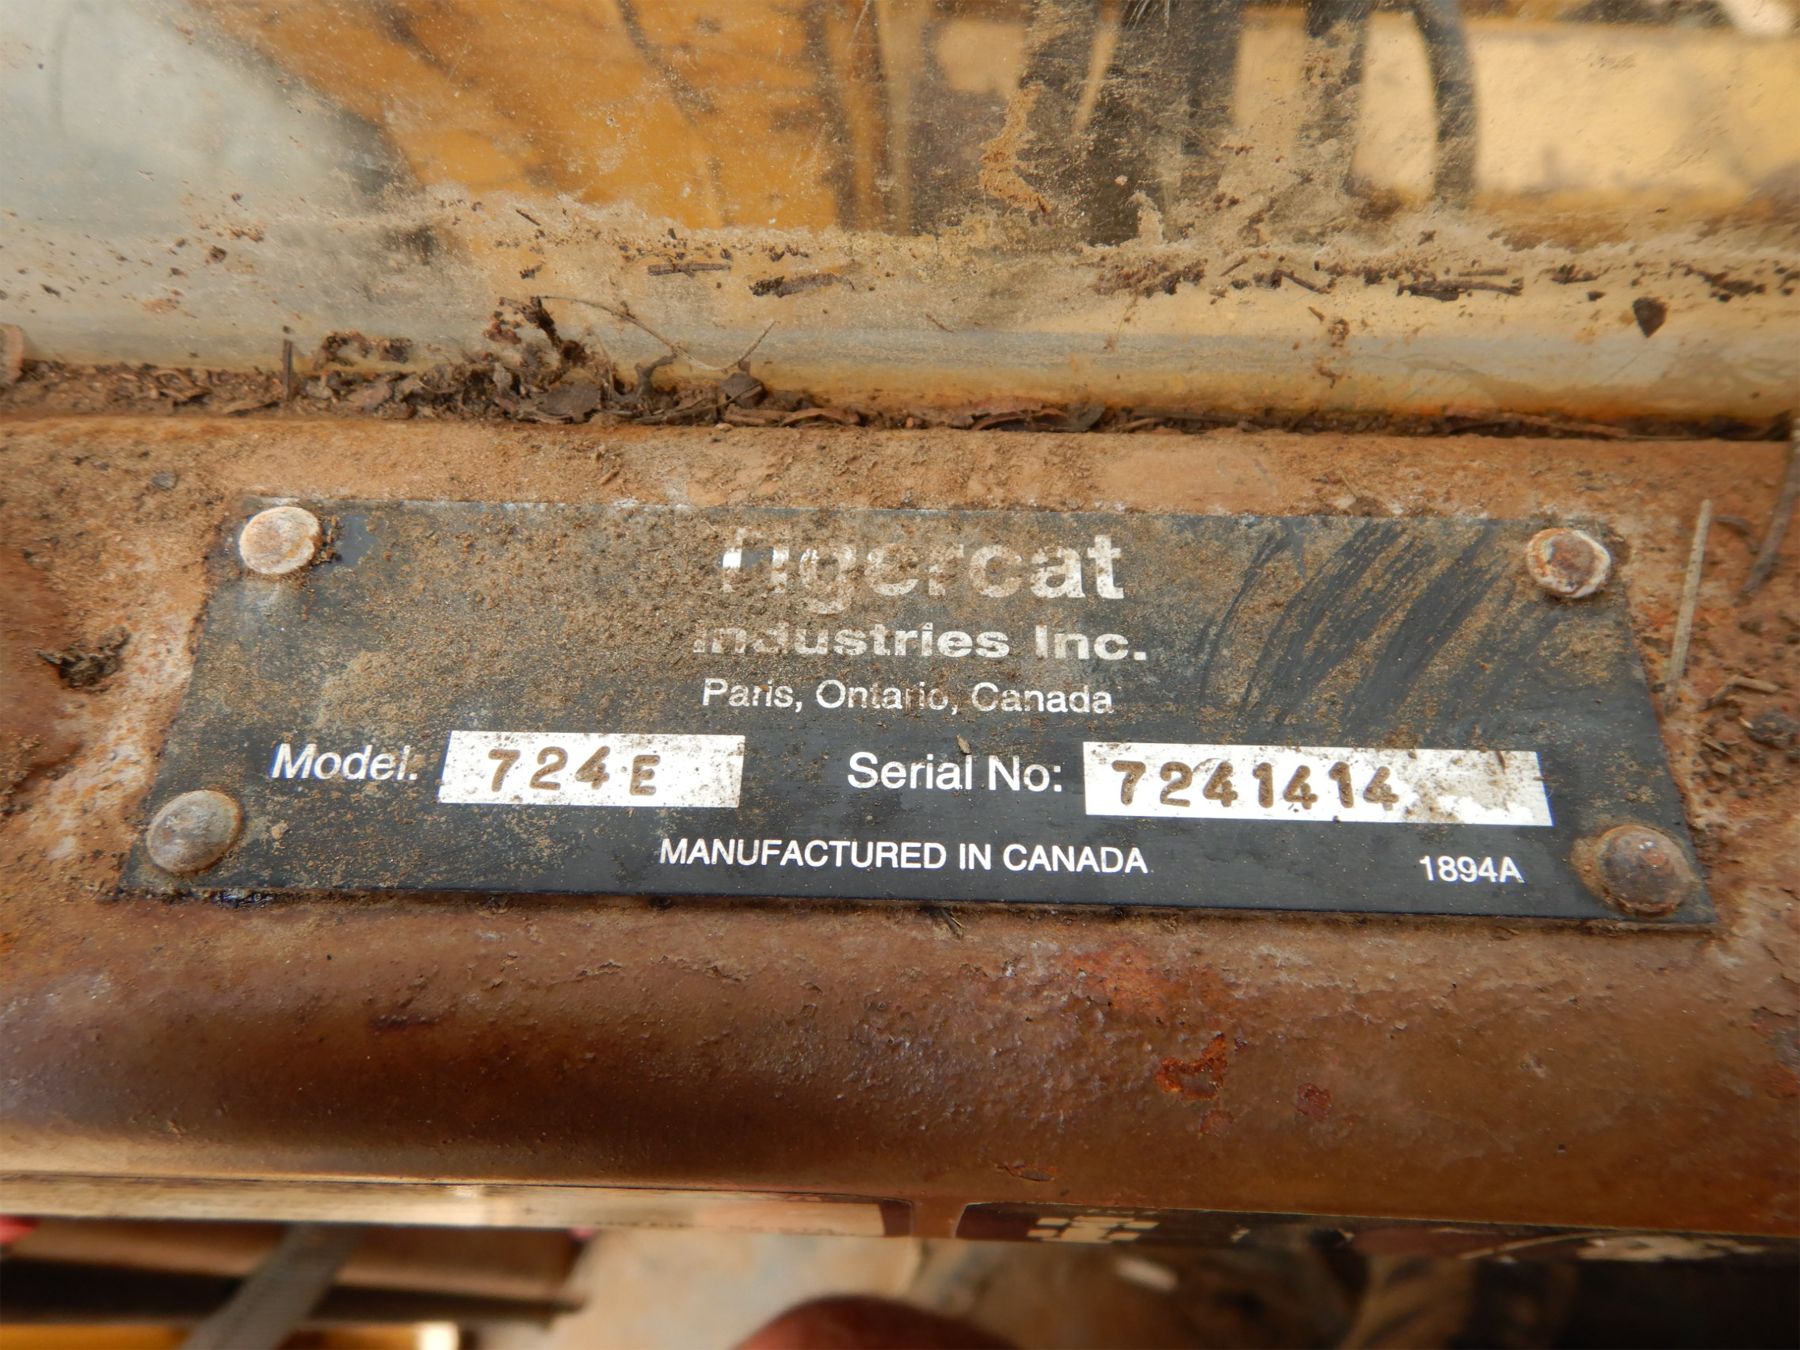 Tigercat
Industries Inc.
Paris, Ontario, Canada
Model. 724E Serial No: 7241414
MANUFACTURED IN CANADA 1894A